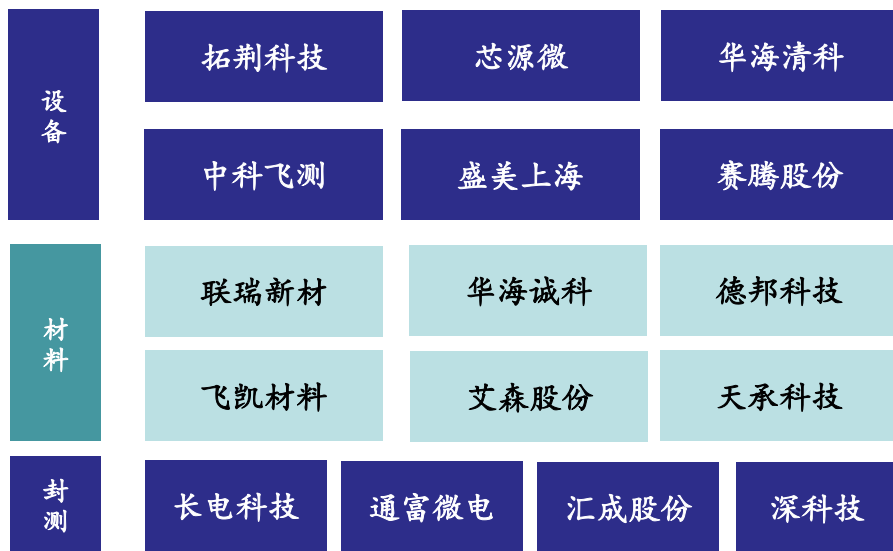 设备
拓荆科技
芯源微
华海清科
中科飞测
盛美上海
赛腾股份
材料
联瑞新材
华海诚科
德邦科技
飞凯材料
艾森股份
天承科技
封测
长电科技
通富微电
汇成股份
深科技